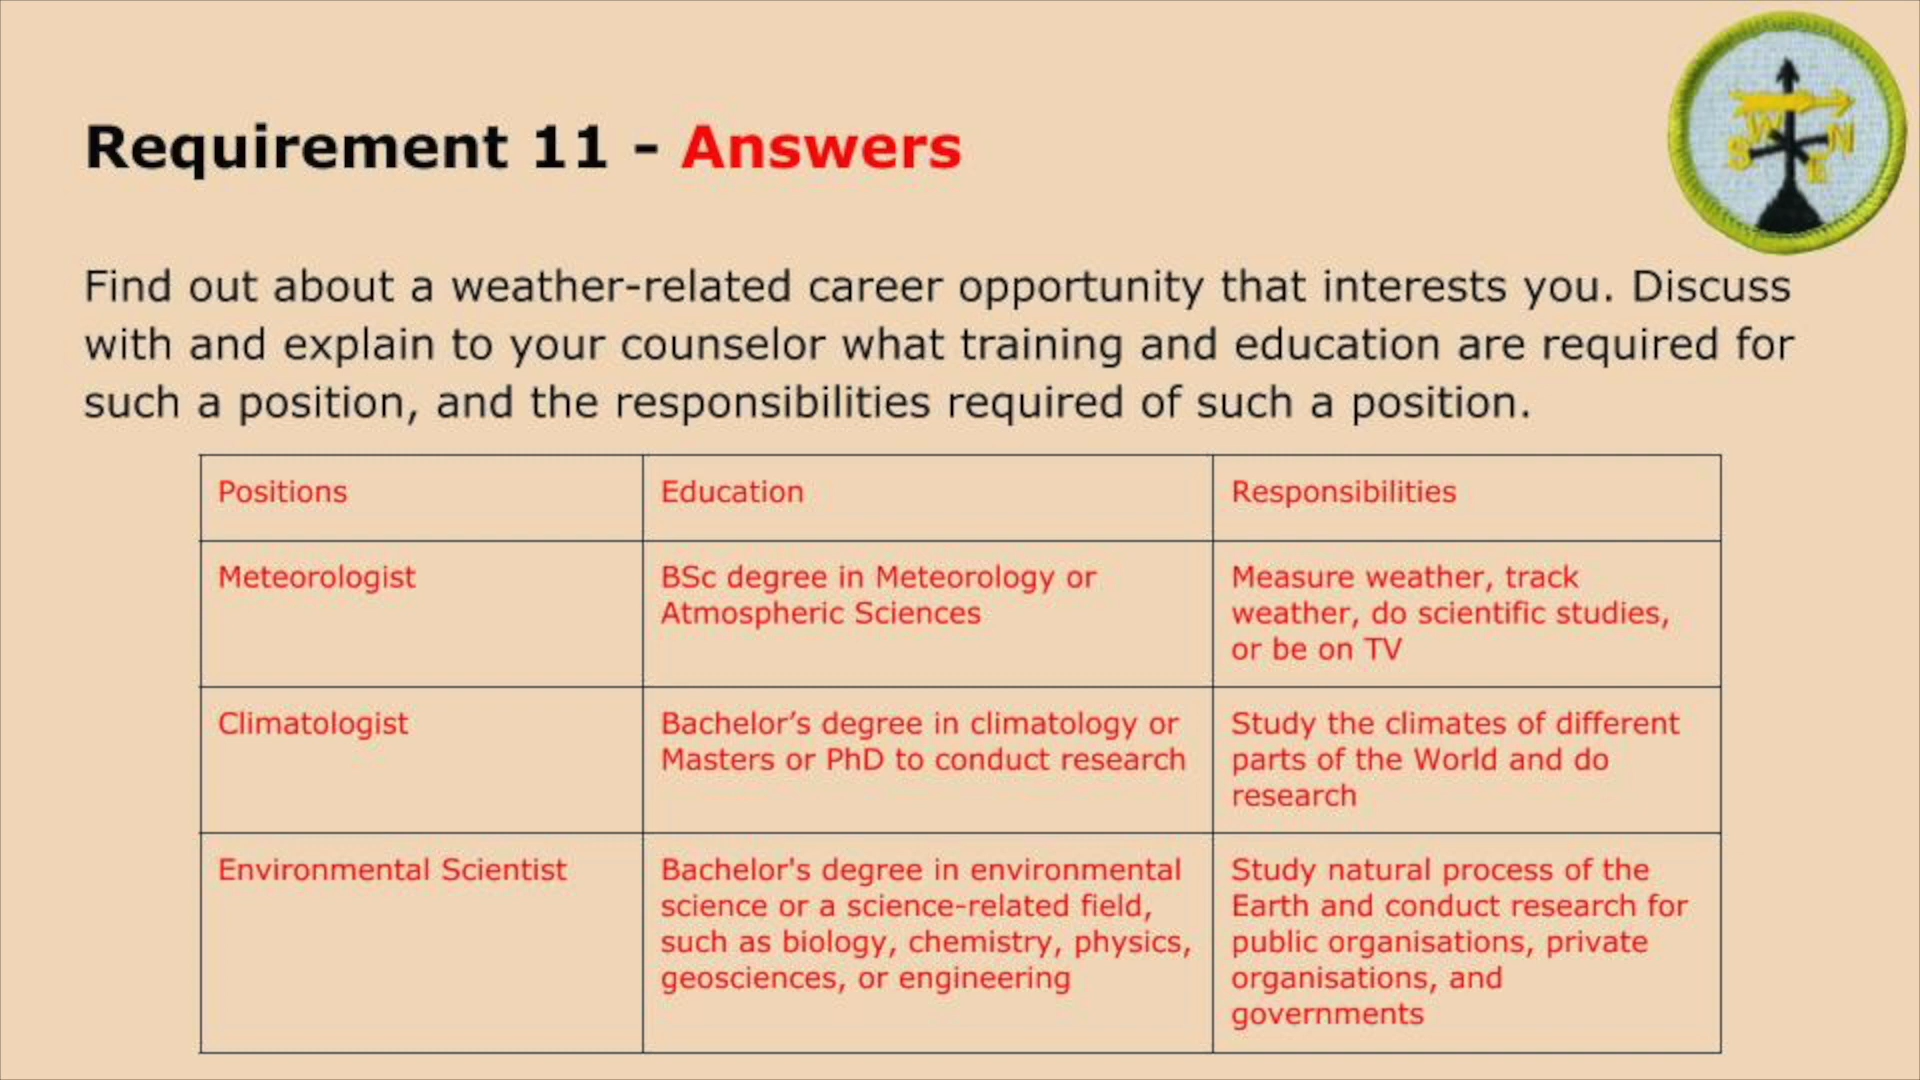 Requirement 11 - Answers
W
N
S
E
Find out about a weather-related career opportunity that interests you. Discuss
with and explain to your counselor what training and education are required for
such a position, and the responsibilities required of such a position.
Positions
Education
Responsibilities
Meteorologist
BSc degree in Meteorology or
Atmospheric Sciences
Measure weather, track
weather, do scientific studies,
or be on TV
Climatologist
Bachelor’s degree in climatology or
Masters or PhD to conduct research
Study the climates of different
parts of the World and do
research
Environmental Scientist
Bachelor's degree in environmental
science or a science-related field,
such as biology, chemistry, physics,
geosciences, or engineering
Study natural process of the
Earth and conduct research for
public organisations, private
organisations, and
governments